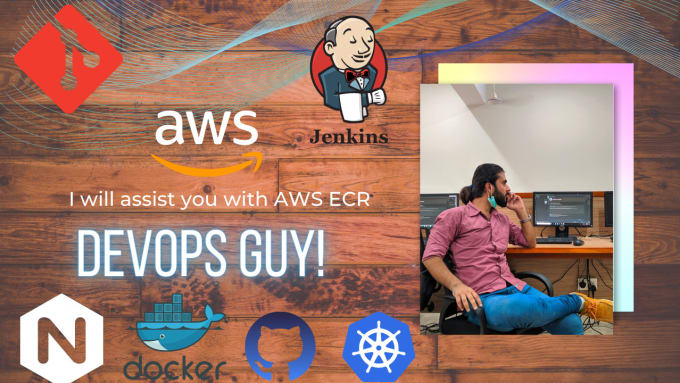 Jenkins
aws
I will assist you with AWS ECR
DEVOPS GUY!
N
docker